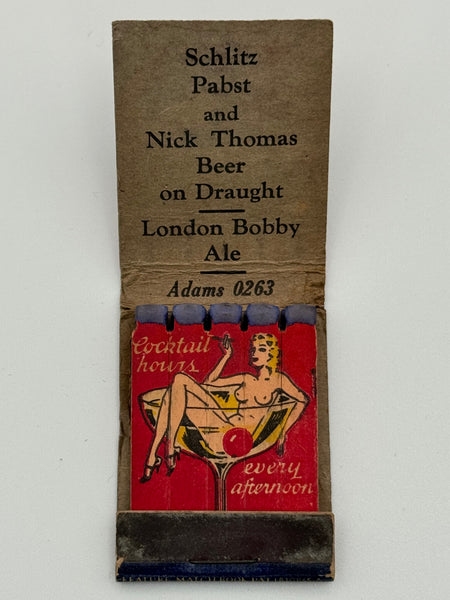 Schlitz
Pabst
and
Nick Thomas
Beer
on Draught
London Bobby
Ale
Adams 0263
Cocktail
hours
every
afternoon